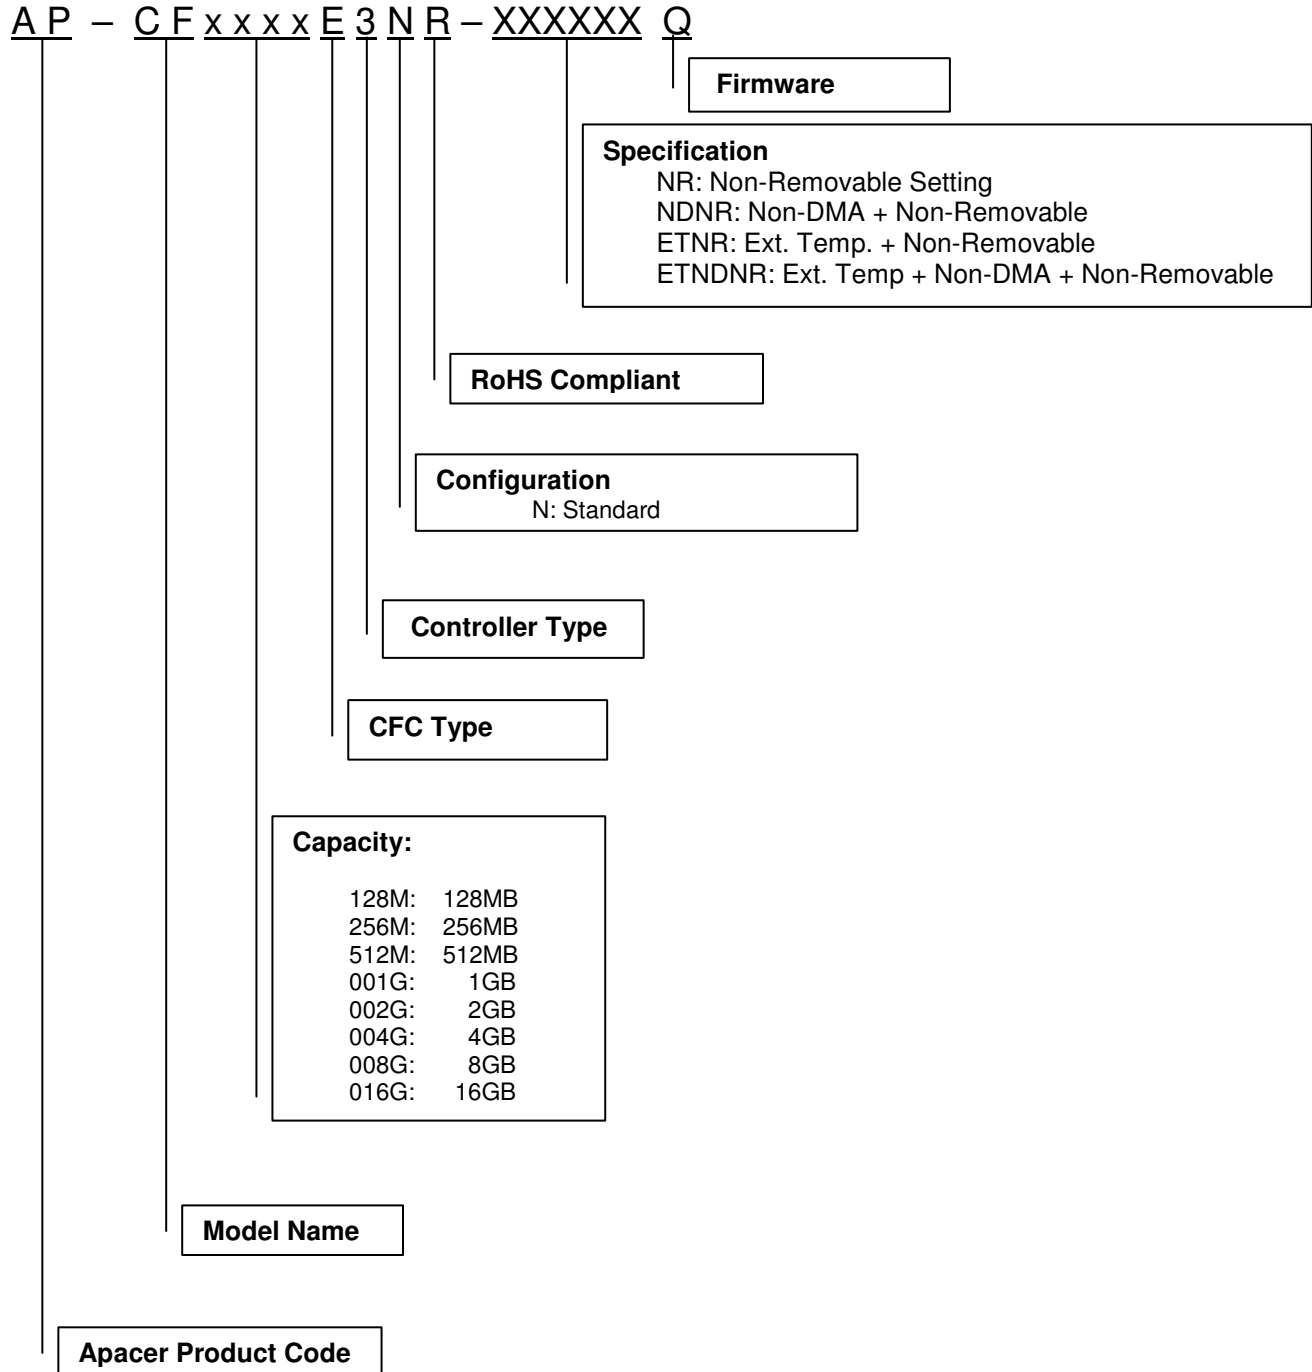 AP – CFxxxxE3NR – XXXXXX Q
Firmware
Specification
NR: Non-Removable Setting
NDNR: Non-DMA + Non-Removable
ETNR: Ext. Temp. + Non-Removable
ETNDNR: Ext. Temp + Non-DMA + Non-Removable
RoHS Compliant
Configuration
N: Standard
Controller Type
CFC Type
Capacity:
128M: 128MB
256M: 256MB
512M: 512MB
001G: 1GB
002G: 2GB
004G: 4GB
008G: 8GB
016G: 16GB
Model Name
Apacer Product Code